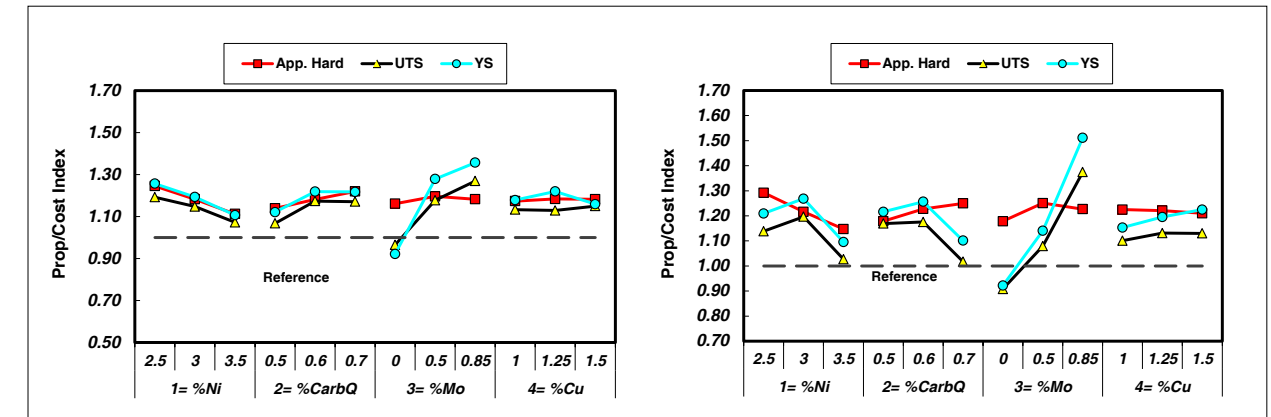 App. Hard UTS YS
Prop/Cost Index
1.70
1.50
1.30
1.10
0.90
0.70
0.50
Reference
2.5 3 3.5 0.5 0.6 0.7 0 0.5 0.85 1 1.25 1.5
1= %Ni 2= %CarbQ 3= %Mo 4= %Cu
App. Hard UTS YS
Prop/Cost Index
1.70
1.60
1.50
1.40
1.30
1.20
1.10
1.00
0.90
0.80
0.70
Reference
2.5 3 3.5 0.5 0.6 0.7 0 0.5 0.85 1 1.25 1.5
1= %Ni 2= %CarbQ 3= %Mo 4= %Cu